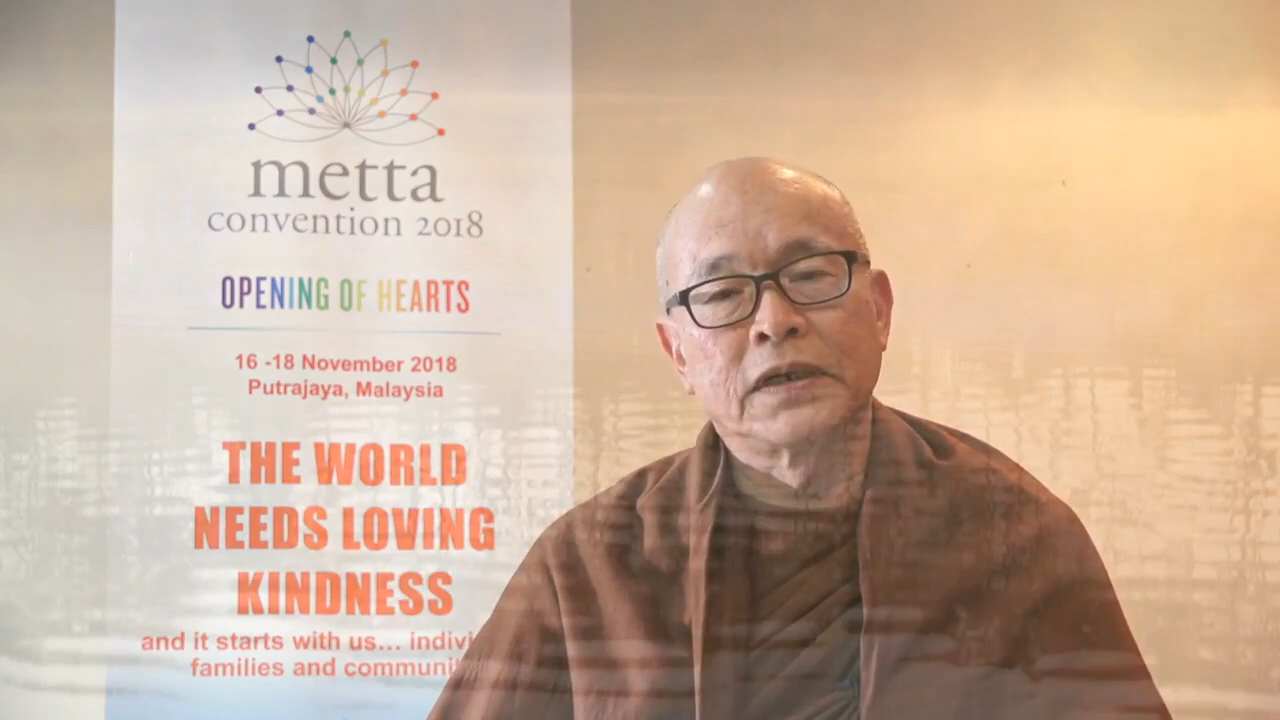 metta
convention 2018
OPENING OF HEARTS
16 -18 November 2018
Putrajaya, Malaysia
THE WORLD
NEEDS LOVING
KINDNESS
and it starts with us...
families and